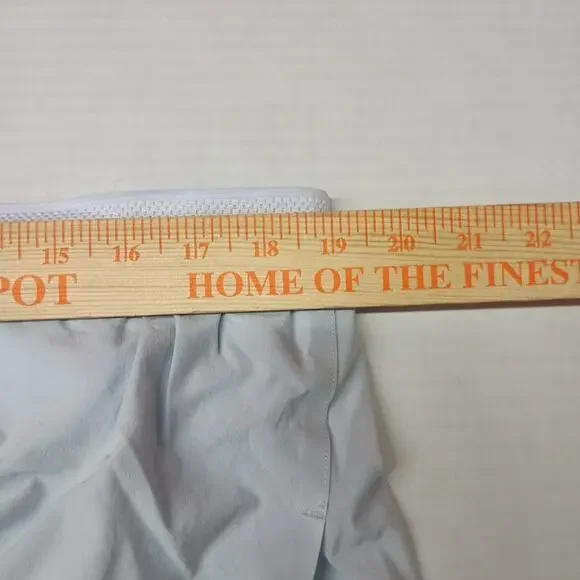 15 16 17 18 19 20 21 22
POT HOME OF THE FINEST